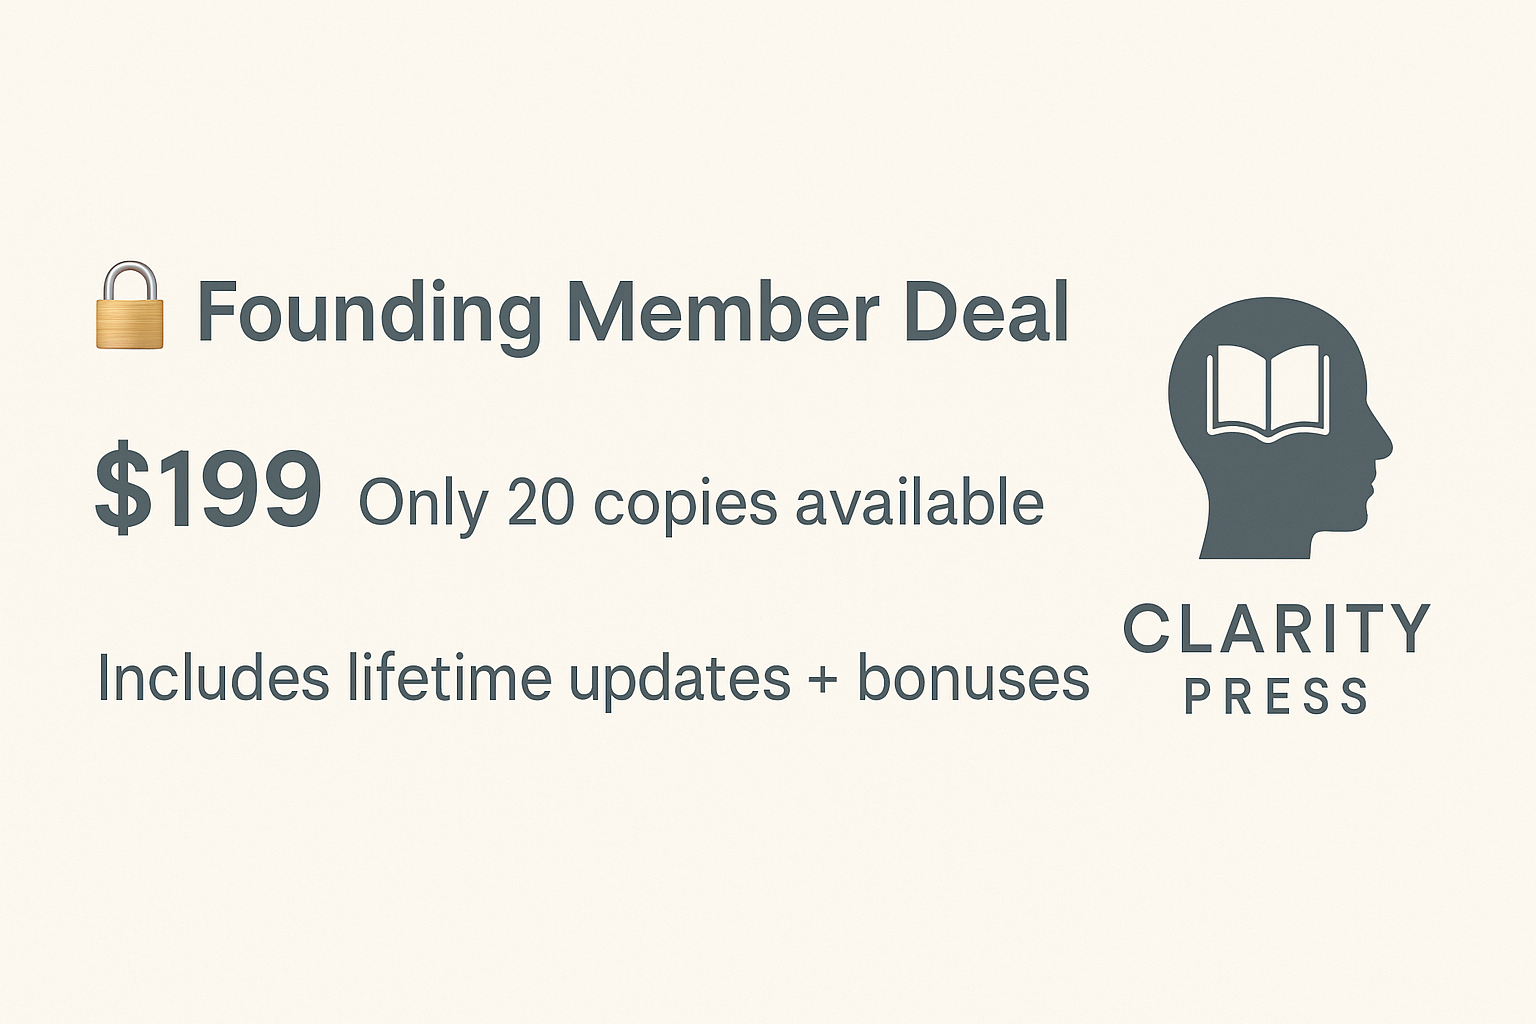 🔒 Founding Member Deal
$199 Only 20 copies available
Includes lifetime updates + bonuses
CLARITY
PRESS